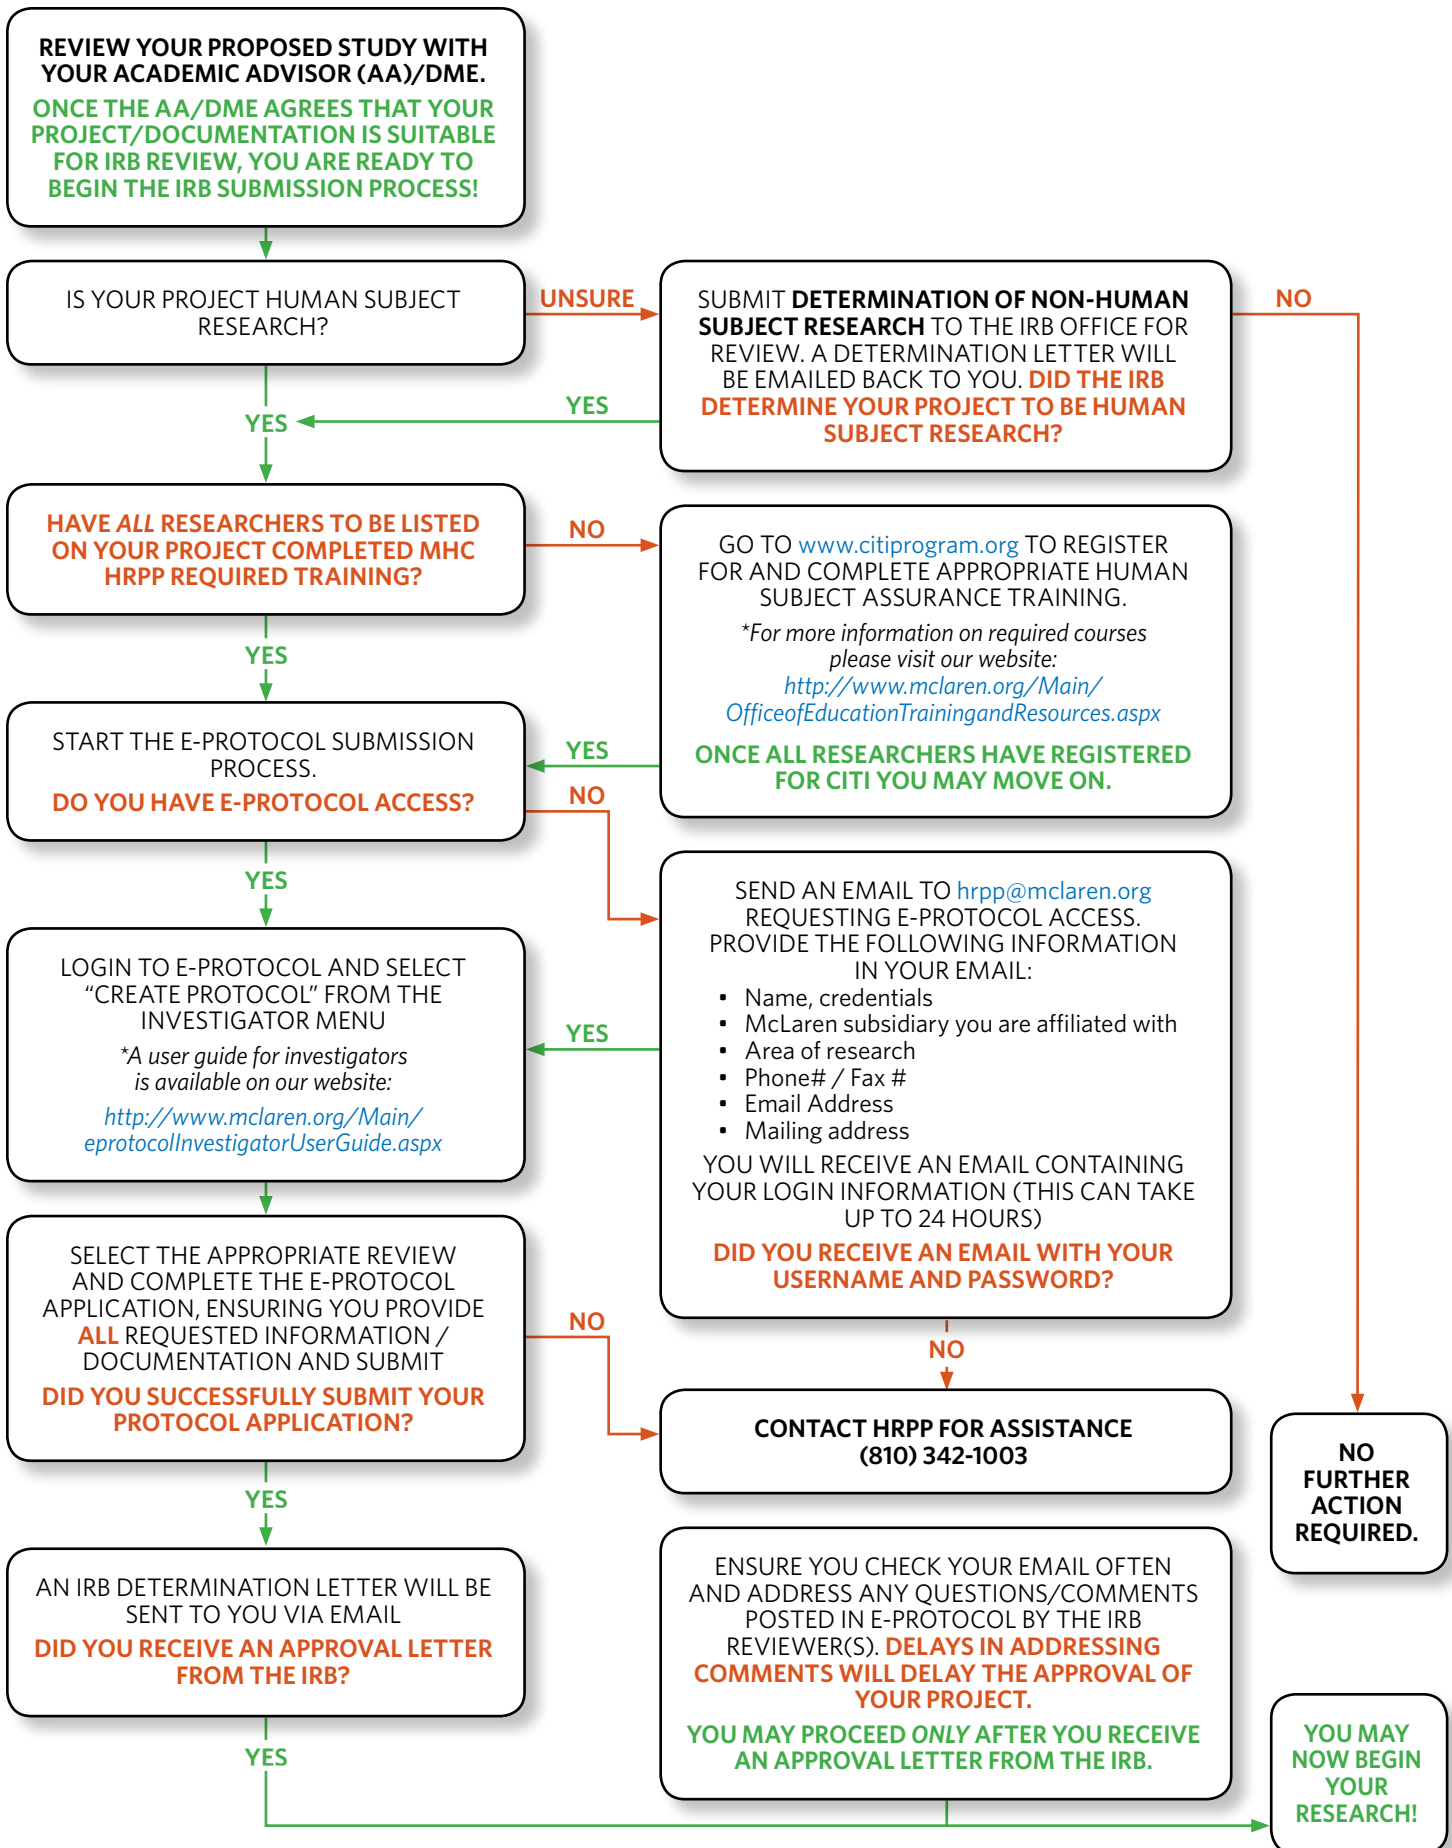 REVIEW YOUR PROPOSED STUDY WITH
YOUR ACADEMIC ADVISOR (AA)/DME.
ONCE THE AA/DME AGREES THAT YOUR
PROJECT/DOCUMENTATION IS SUITABLE
FOR IRB REVIEW, YOU ARE READY TO
BEGIN THE IRB SUBMISSION PROCESS!
IS YOUR PROJECT HUMAN SUBJECT
RESEARCH?
UNSURE
SUBMIT DETERMINATION OF NON-HUMAN
SUBJECT RESEARCH TO THE IRB OFFICE FOR
REVIEW. A DETERMINATION LETTER WILL
BE EMAILED BACK TO YOU. DID THE IRB
DETERMINE YOUR PROJECT TO BE HUMAN
SUBJECT RESEARCH?
NO
YES
YES
HAVE ALL RESEARCHERS TO BE LISTED
ON YOUR PROJECT COMPLETED MHC
HRPP REQUIRED TRAINING?
NO
GO TO www.citiprogram.org TO REGISTER
FOR AND COMPLETE APPROPRIATE HUMAN
SUBJECT ASSURANCE TRAINING.
*For more information on required courses
please visit our website:
http://www.mclaren.org/Main/
OfficeofEducationTrainingandResources.aspx
ONCE ALL RESEARCHERS HAVE REGISTERED
FOR CITI YOU MAY MOVE ON.
YES
YES
START THE E-PROTOCOL SUBMISSION
PROCESS.
DO YOU HAVE E-PROTOCOL ACCESS?
NO
SEND AN EMAIL TO hrpp@mclaren.org
REQUESTING E-PROTOCOL ACCESS.
PROVIDE THE FOLLOWING INFORMATION
IN YOUR EMAIL:
• Name, credentials
• McLaren subsidiary you are affiliated with
• Area of research
• Phone# / Fax #
• Email Address
• Mailing address
YOU WILL RECEIVE AN EMAIL CONTAINING
YOUR LOGIN INFORMATION (THIS CAN TAKE
UP TO 24 HOURS)
DID YOU RECEIVE AN EMAIL WITH YOUR
USERNAME AND PASSWORD?
YES
YES
LOGIN TO E-PROTOCOL AND SELECT
“CREATE PROTOCOL” FROM THE
INVESTIGATOR MENU
*A user guide for investigators
is available on our website:
http://www.mclaren.org/Main/
eprotocolInvestigatorUserGuide.aspx
SELECT THE APPROPRIATE REVIEW
AND COMPLETE THE E-PROTOCOL
APPLICATION, ENSURING YOU PROVIDE
ALL REQUESTED INFORMATION /
DOCUMENTATION AND SUBMIT
DID YOU SUCCESSFULLY SUBMIT YOUR
PROTOCOL APPLICATION?
NO
NO
CONTACT HRPP FOR ASSISTANCE
(810) 342-1003
NO
FURTHER
ACTION
REQUIRED.
YES
AN IRB DETERMINATION LETTER WILL BE
SENT TO YOU VIA EMAIL
DID YOU RECEIVE AN APPROVAL LETTER
FROM THE IRB?
ENSURE YOU CHECK YOUR EMAIL OFTEN
AND ADDRESS ANY QUESTIONS/COMMENTS
POSTED IN E-PROTOCOL BY THE IRB
REVIEWER(S). DELAYS IN ADDRESSING
COMMENTS WILL DELAY THE APPROVAL OF
YOUR PROJECT.
YOU MAY PROCEED ONLY AFTER YOU RECEIVE
AN APPROVAL LETTER FROM THE IRB.
YES
YOU MAY
NOW BEGIN
YOUR
RESEARCH!